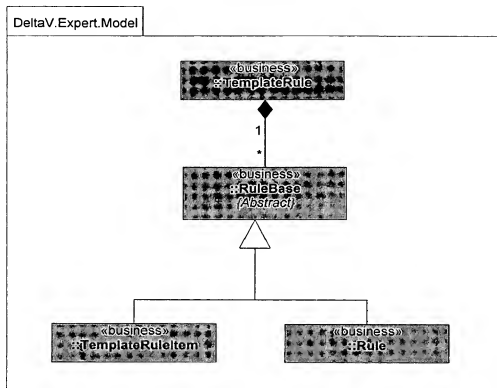 DeltaV.Expert.Model
«business»
::TemplateRule
1
*
«business»
::RuleBase
{Abstract}
«business»
::TemplateRuleItem
«business»
::Rule